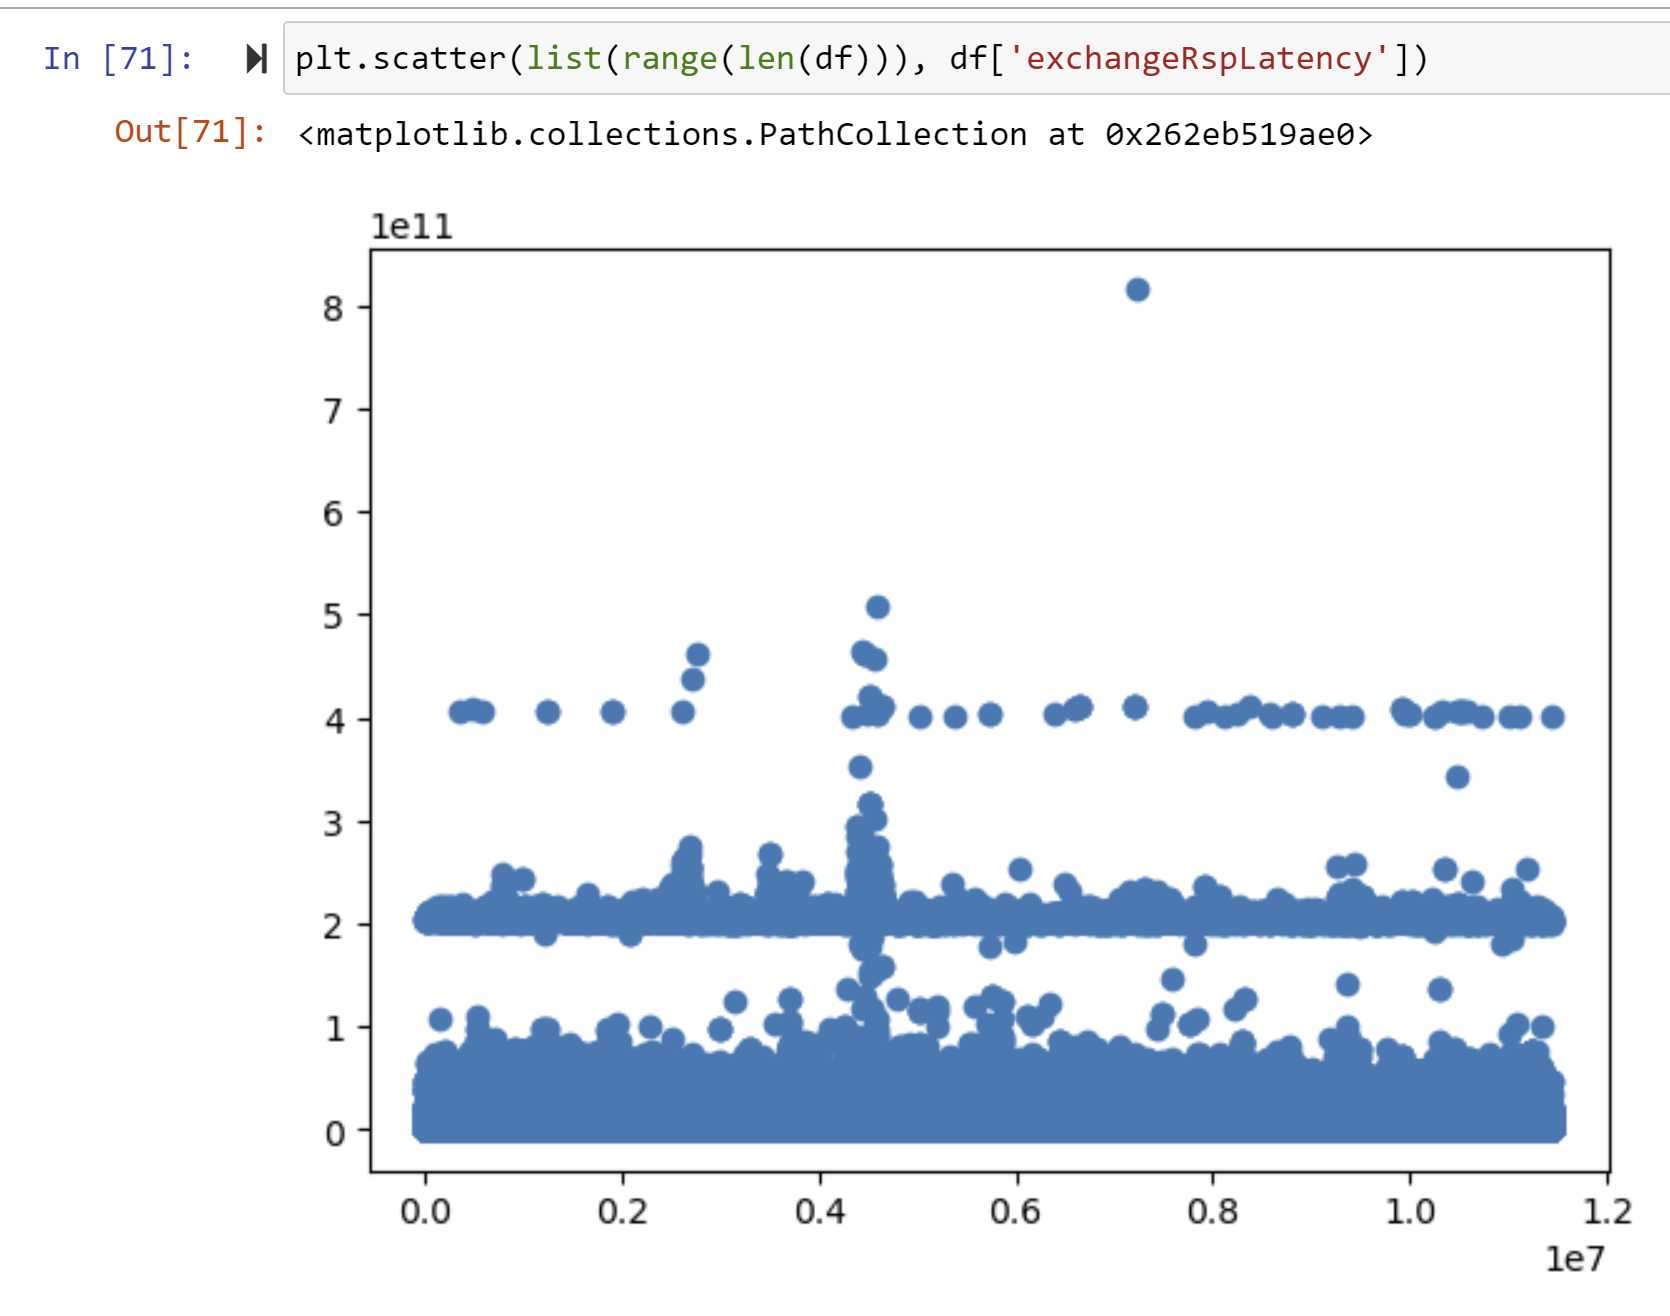 In [71]: plt.scatter(list(range(len(df))), df['exchangeRspLatency'])
Out[71]: <matplotlib.collections.PathCollection at 0x262eb519ae0>
1e11
8
7
6
5
4
3
2
1
0
0.0 0.2 0.4 0.6 0.8 1.0 1.2
1e7